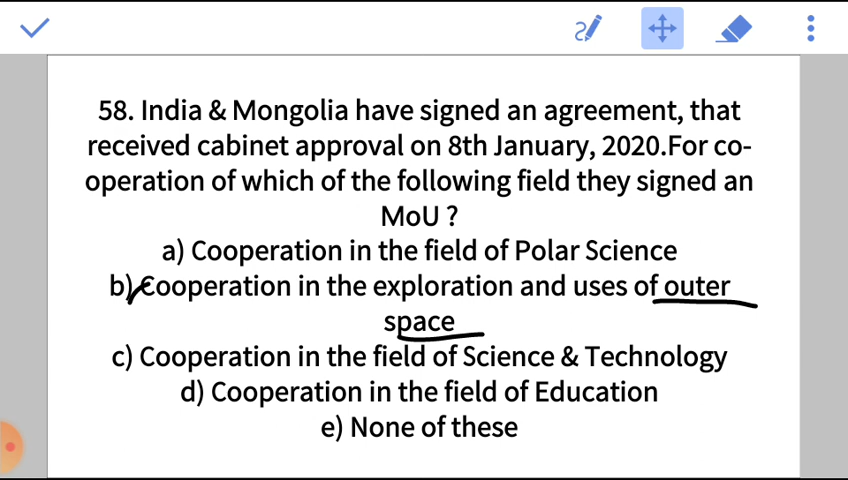 58. India & Mongolia have signed an agreement, that
received cabinet approval on 8th January, 2020.For co-
operation of which of the following field they signed an
MoU ?
a) Cooperation in the field of Polar Science
b) Cooperation in the exploration and uses of outer
space
c) Cooperation in the field of Science & Technology
d) Cooperation in the field of Education
e) None of these